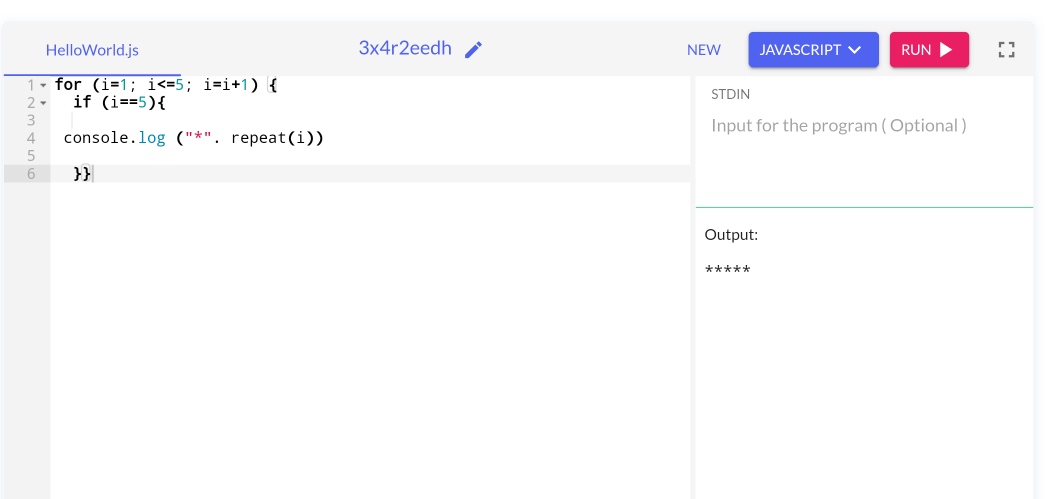 HelloWorld.js
3x4r2eedh
NEW
JAVASCRIPT
RUN
1 for (i=1; i<=5; i=i+1) {
2 if (i==5){
3
4 console.log ("*". repeat(i))
5
6 }}
STDIN
Input for the program ( Optional )
Output:
*****